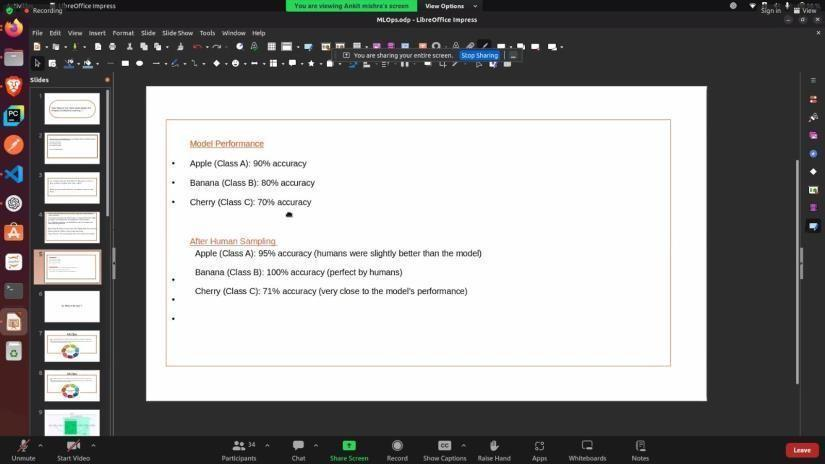 Recording
You are viewing Ankit mishra's screen
View Options
Sign in
View
MLOps.odp - LibreOffice Impress
File Edit View Insert Format Slide Slide Show Tools Window Help
You are sharing your entire screen. Stop Sharing
Slides
Model Performance
• Apple (Class A): 90% accuracy
• Banana (Class B): 80% accuracy
• Cherry (Class C): 70% accuracy
After Human Sampling
Apple (Class A): 95% accuracy (humans were slightly better than the model)
Banana (Class B): 100% accuracy (perfect by humans)
Cherry (Class C): 71% accuracy (very close to the model's performance)
•
•
•
1
2
3
4
5
6
7
8
9
Unmute
Start Video
Participants 34
Chat
Share Screen
Record
Show Captions
Raise Hand
Apps
Whiteboards
Notes
Leave